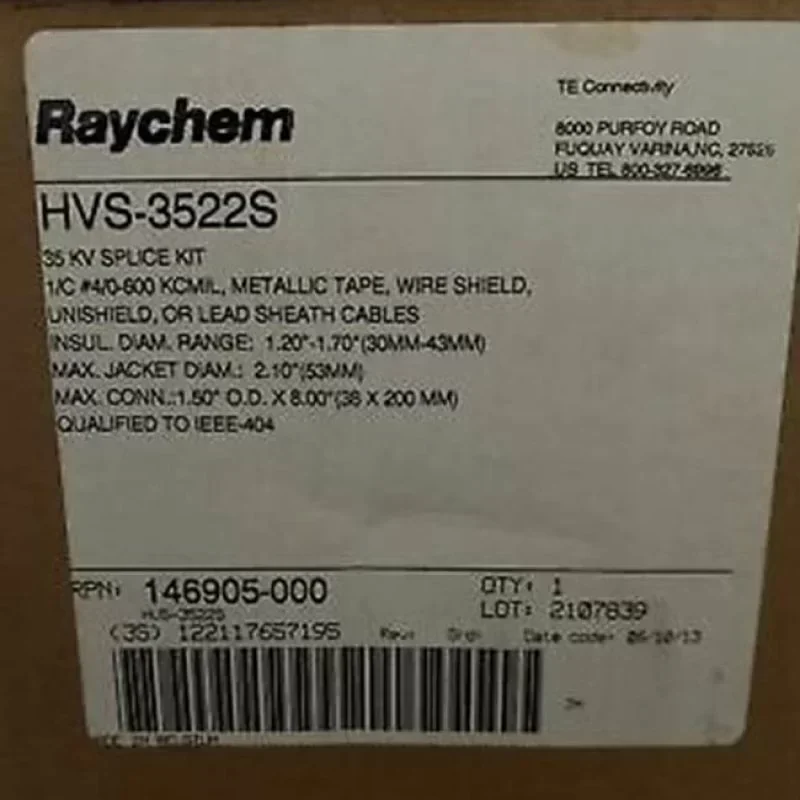 Raychem
TE Connectivity
8000 PURFOY ROAD
FUQUAY VARINA,NC, 27526
US TEL 800-327-6996
HVS-3522S
35 KV SPLICE KIT
1/C #4/0-600 KCMIL, METALLIC TAPE, WIRE SHIELD,
UNISHIELD, OR LEAD SHEATH CABLES
INSUL. DIAM. RANGE: 1.20"-1.70"(30MM-43MM)
MAX. JACKET DIAM.: 2.10"(53MM)
MAX. CONN.:1.50" O.D. X 8.00"(38 X 200 MM)
QUALIFIED TO IEEE-404
RPN: 146905-000
QTY: 1
HVS-3522S
LOT: 2107839
(3S) 122117657195
Rev: Date code: 06/10/13
IN BELGIUM